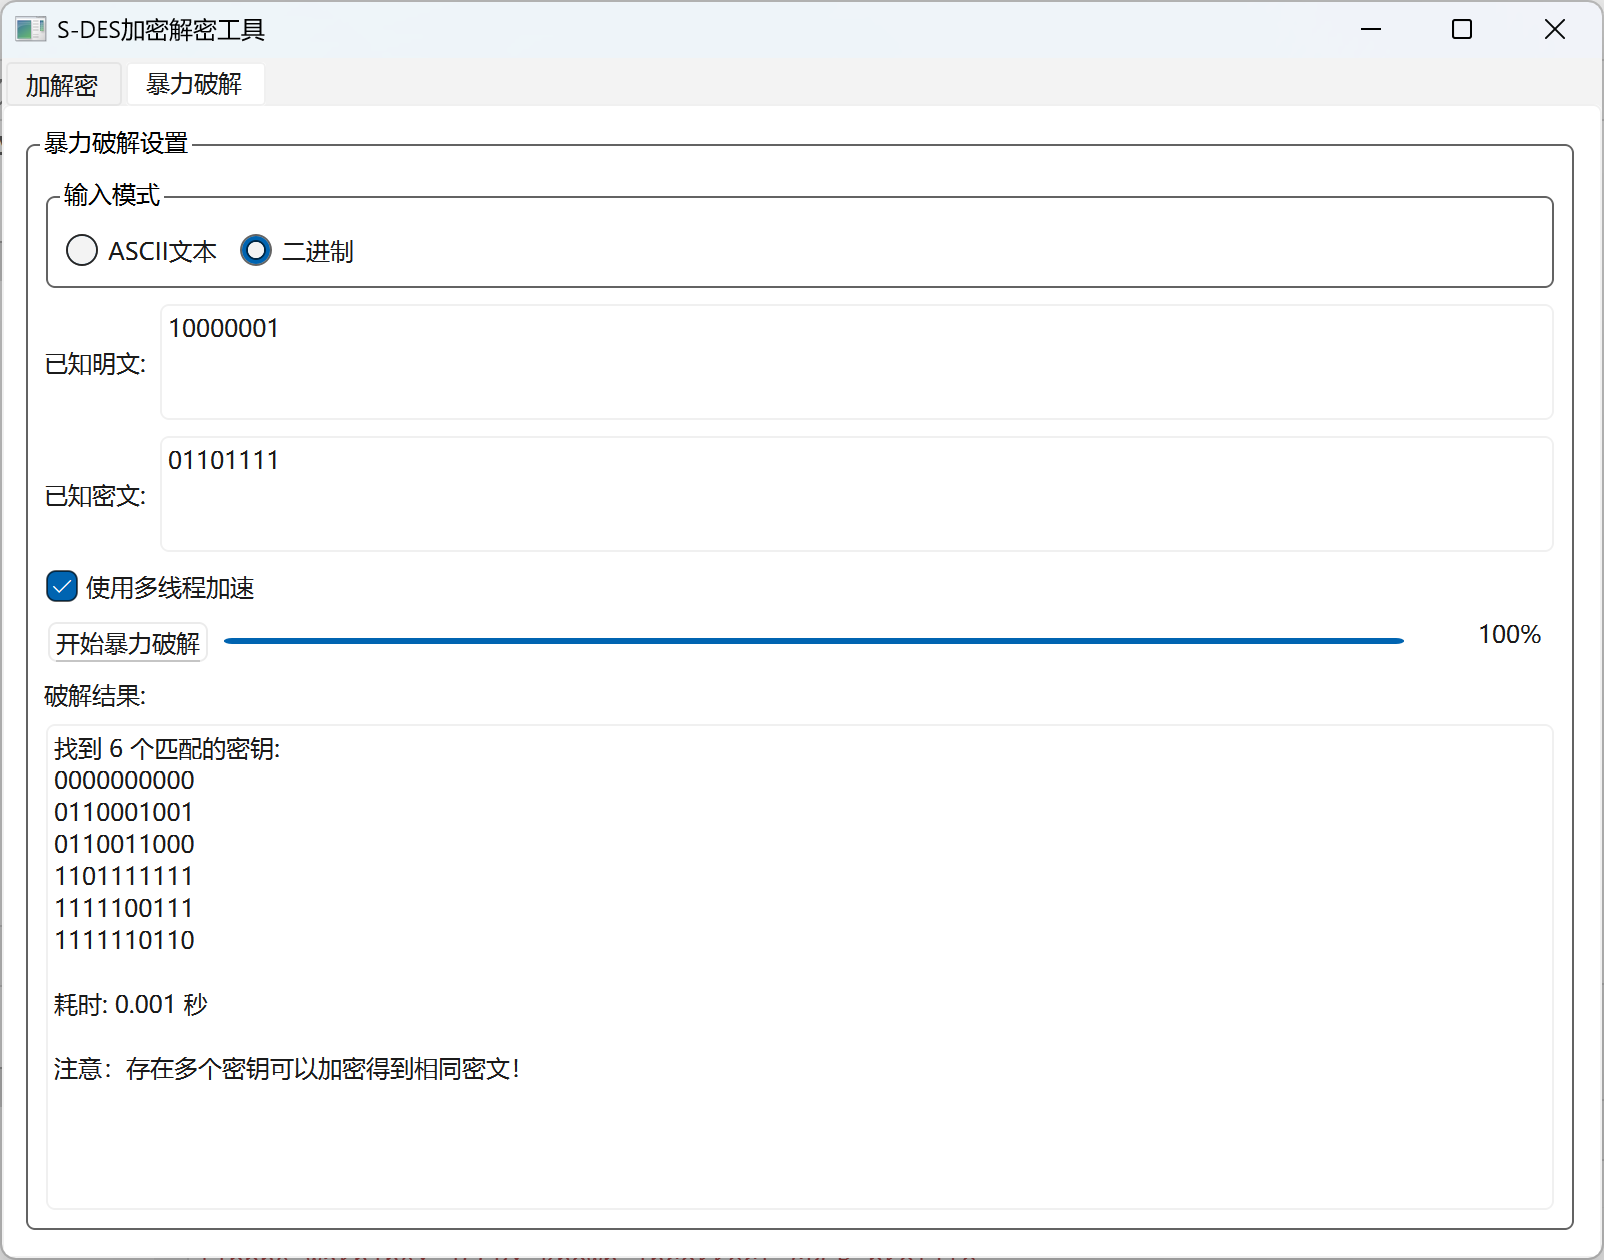 S-DES加密解密工具
加解密
暴力破解
暴力破解设置
输入模式
ASCII文本
二进制
已知明文:
10000001
已知密文:
01101111
使用多线程加速
开始暴力破解
100%
破解结果:
找到 6 个匹配的密钥:
0000000000
0110001001
0110011000
1101111111
1111100111
1111110110
耗时: 0.001 秒
注意：存在多个密钥可以加密得到相同密文！